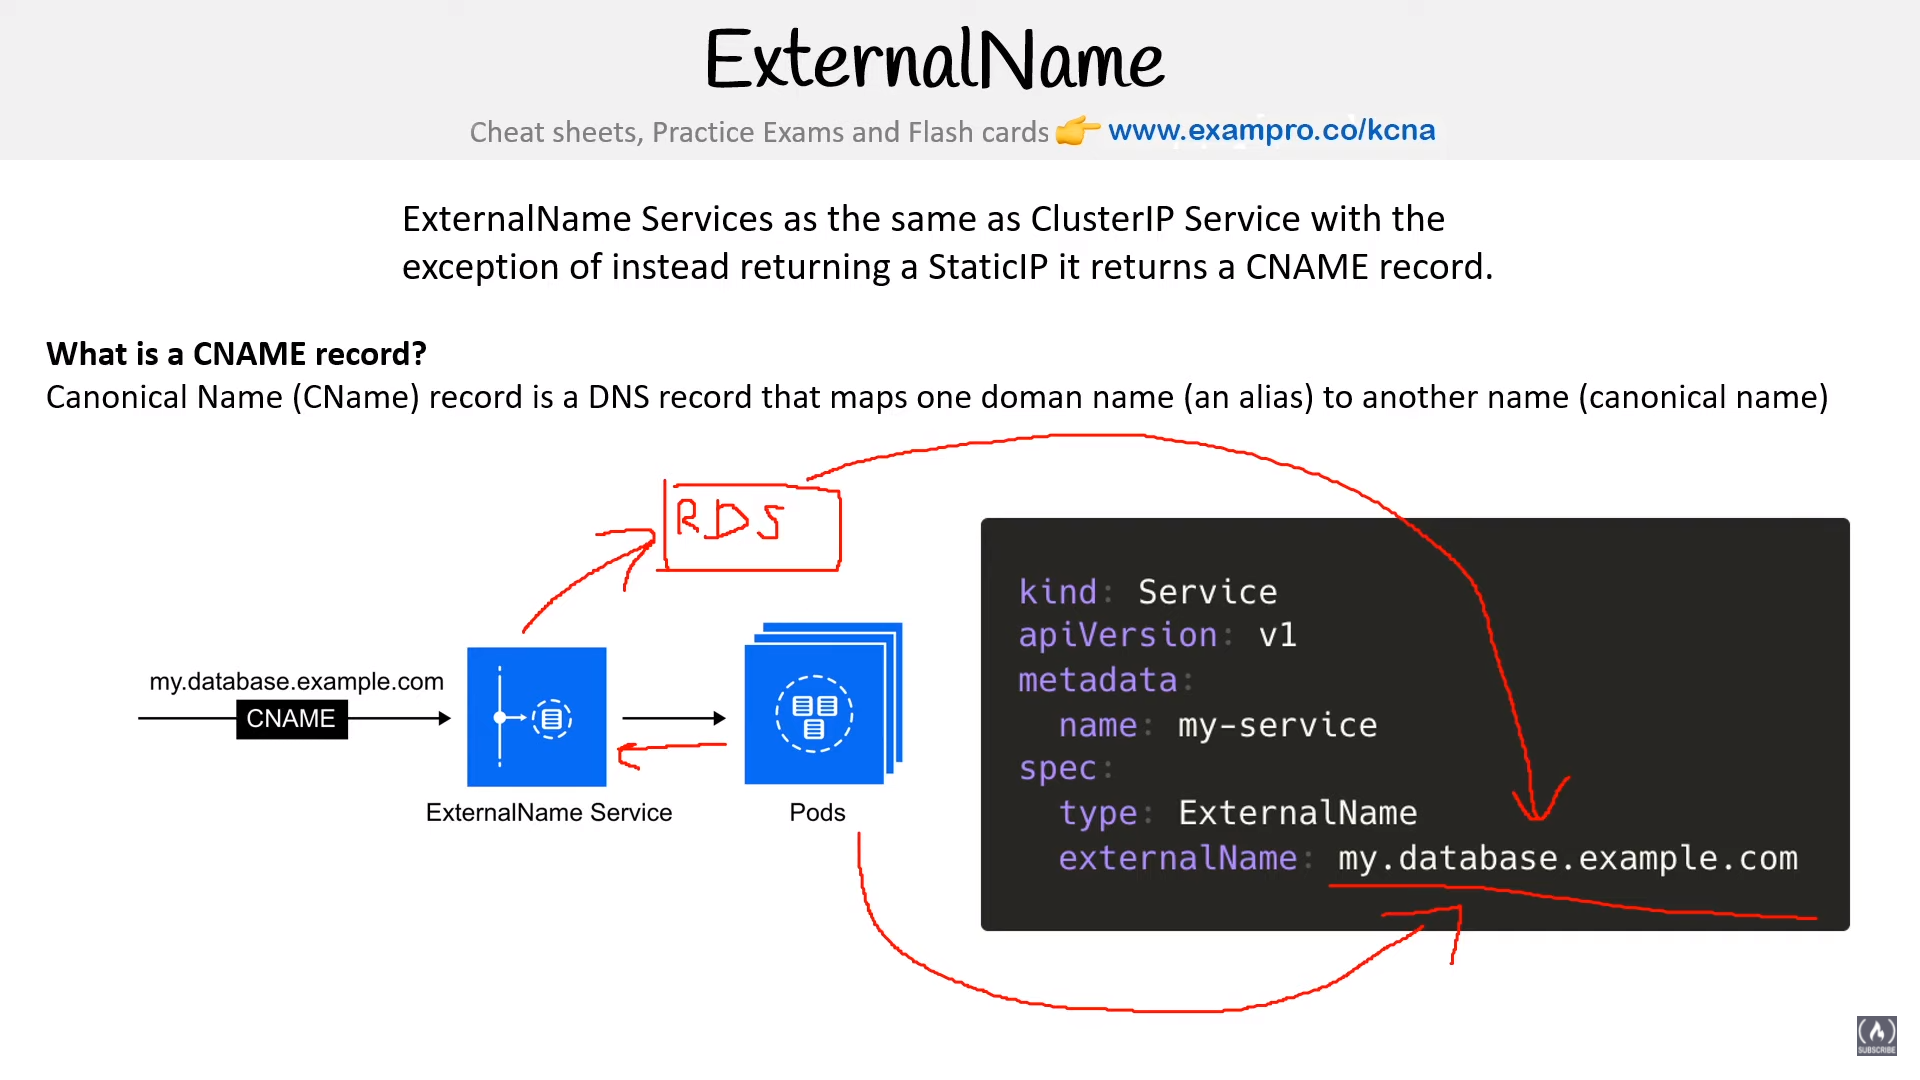 ExternalName
Cheat sheets, Practice Exams and Flash cards 👉 www.exampro.co/kcna
ExternalName Services as the same as ClusterIP Service with the
exception of instead returning a StaticIP it returns a CNAME record.
What is a CNAME record?
Canonical Name (CName) record is a DNS record that maps one doman name (an alias) to another name (canonical name)
RDS
my.database.example.com
CNAME
ExternalName Service
Pods
kind: Service
apiVersion: v1
metadata:
  name: my-service
spec:
  type: ExternalName
  externalName: my.database.example.com
SUBSCRIBE